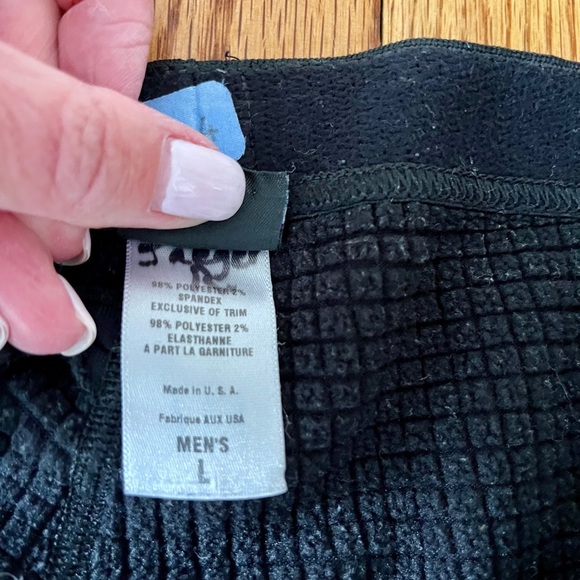 98% POLYESTER 2%
SPANDEX
EXCLUSIVE OF TRIM
98% POLYESTER 2%
ELASTHANNE
A PART LA GARNITURE
Made in U. S. A.
Fabrique AUX USA
MEN'S
L